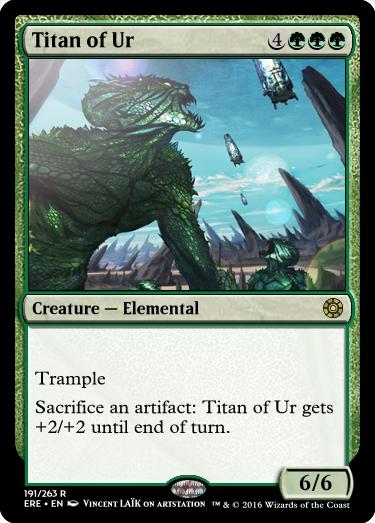 Titan of Ur 4
Creature — Elemental
Trample
Sacrifice an artifact: Titan of Ur gets
+2/+2 until end of turn.
6/6
191/263 R
ERE • EN Vincent LAÏK on artstation ™ & © 2016 Wizards of the Coast